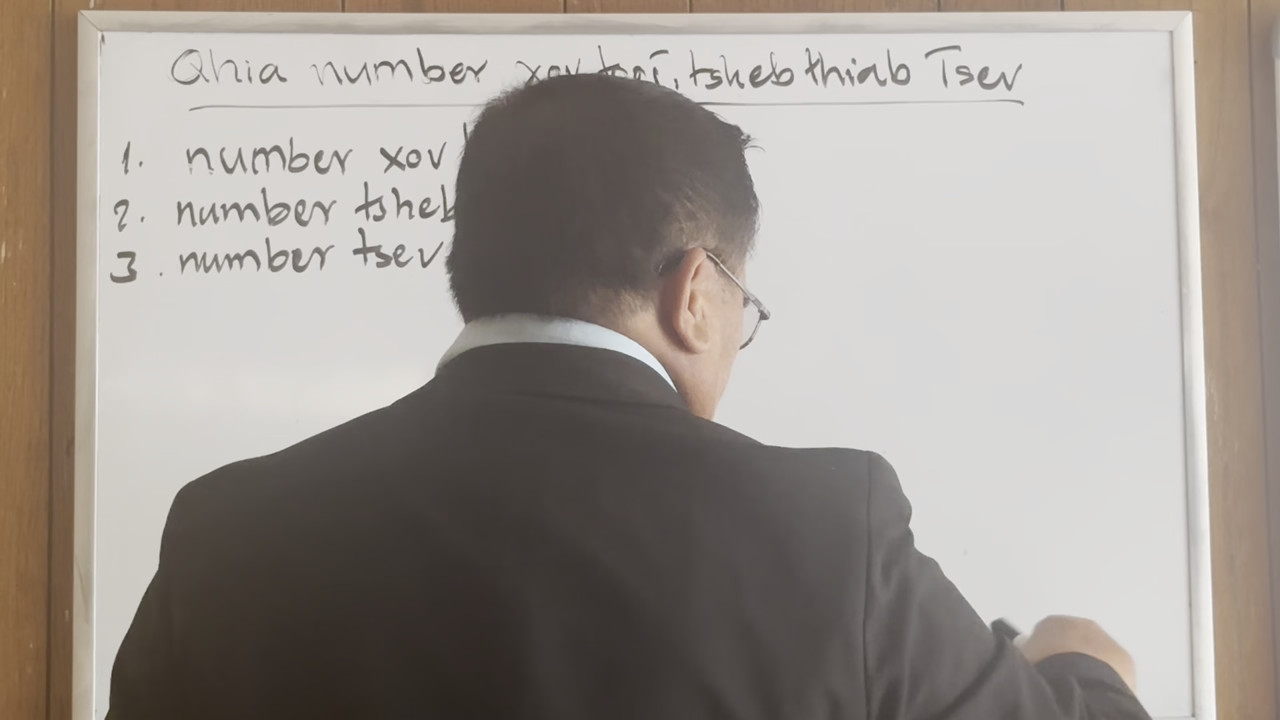 Qhia number xov tooj, tsheb thiab Tsev
1. number xov
2. number tsheb
3. number tsev